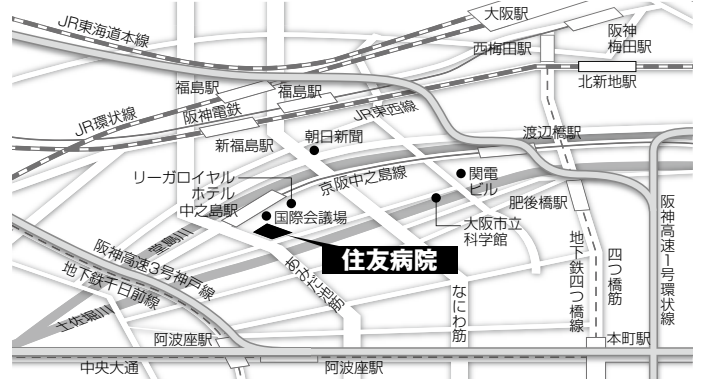 大阪駅
JR東海道本線
阪神
梅田駅
西梅田駅
北新地駅
福島駅
福島駅
JR環状線
阪神電鉄
JR東西線
新福島駅
朝日新聞
渡辺橋駅
リーガロイヤル
ホテル
京阪中之島線
関電
ビル
中之島駅
国際会議場
肥後橋駅
大阪市立
科学館
堂島川
住友病院
阪神高速3号神戸線
地下鉄千日前線
土佐堀川
あみだ池筋
なにわ筋
地下鉄四つ橋線
四つ橋筋
阪神高速1号環状線
阿波座駅
本町駅
中央大通
阿波座駅